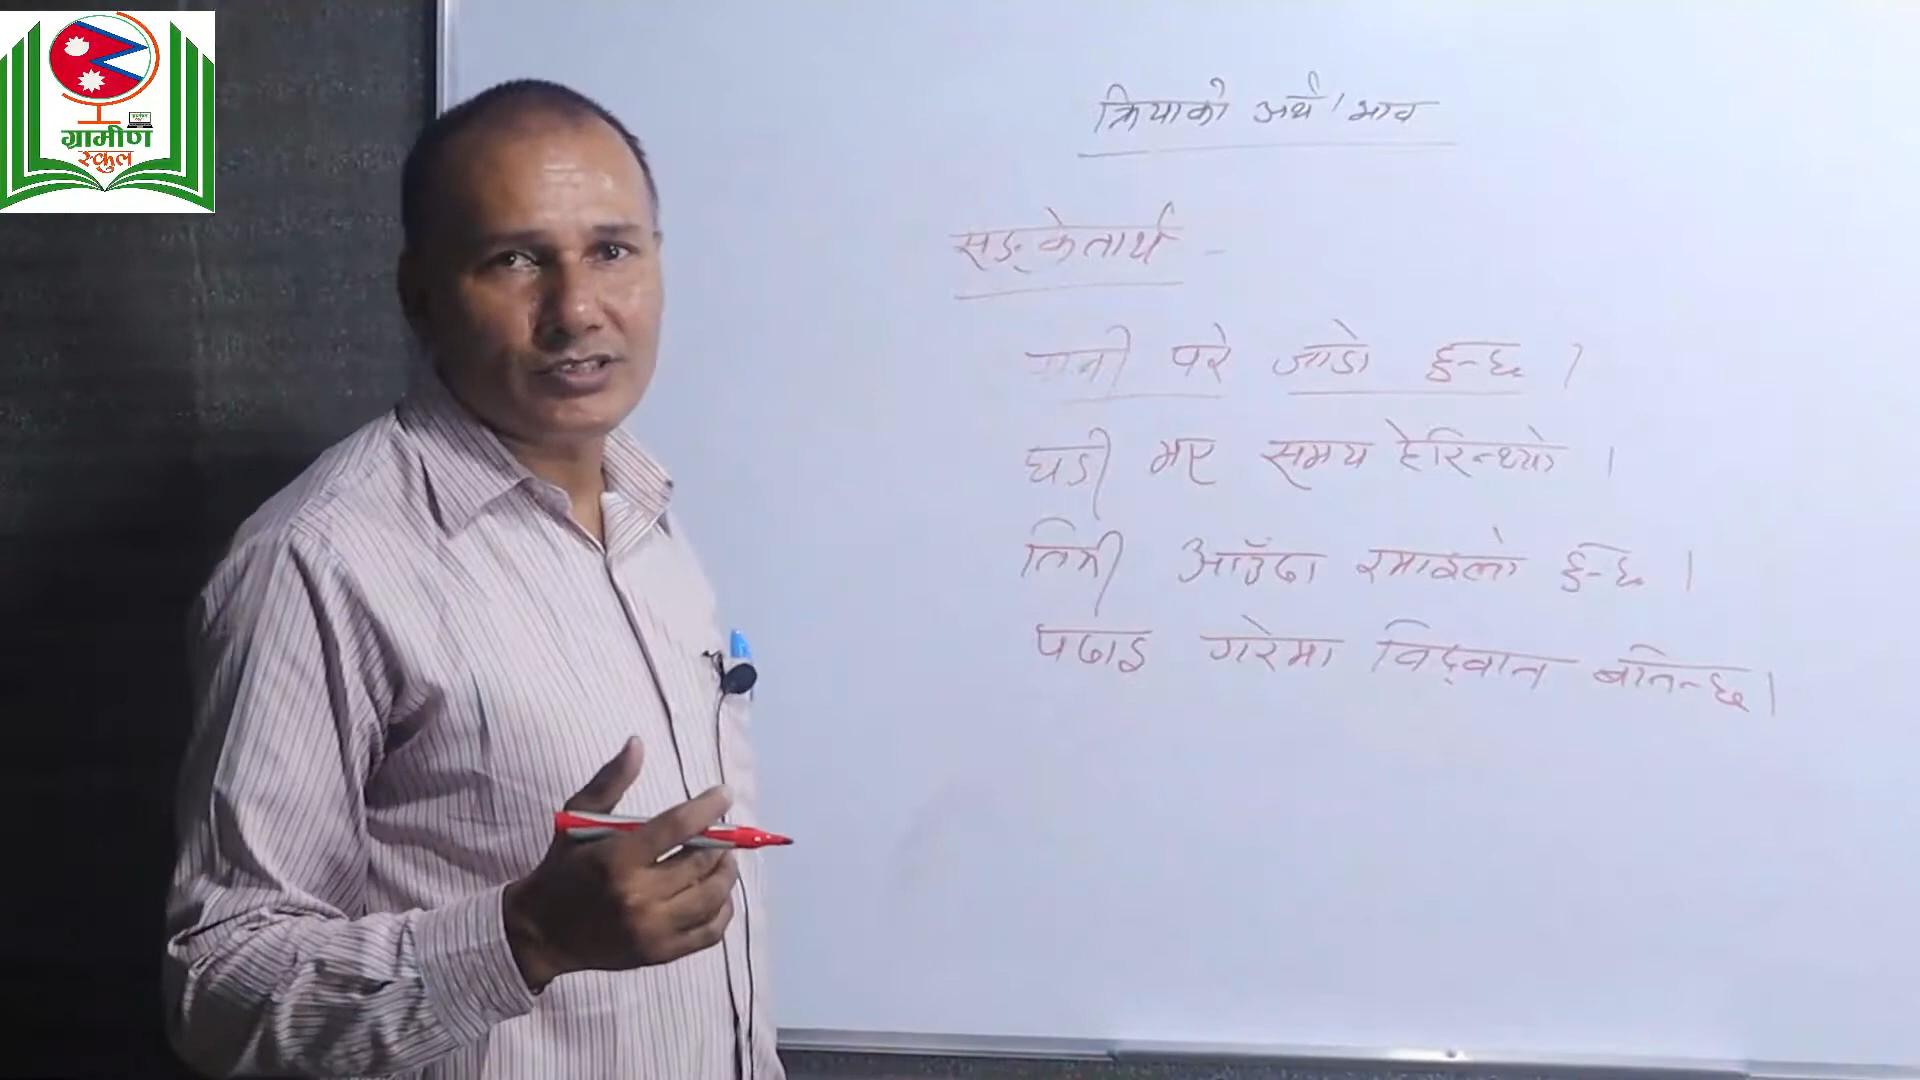 ग्रामीण
स्कुल
क्रियाको अर्थ / भाव
सङ्केतार्थ -
पानी परे जाडो हुन्छ ।
घडी भए समय हेरिन्थ्यो ।
तिमी आउँदा रमाइलो हुन्छ ।
पढाइ गरेमा विद्वान बनिन्छ ।